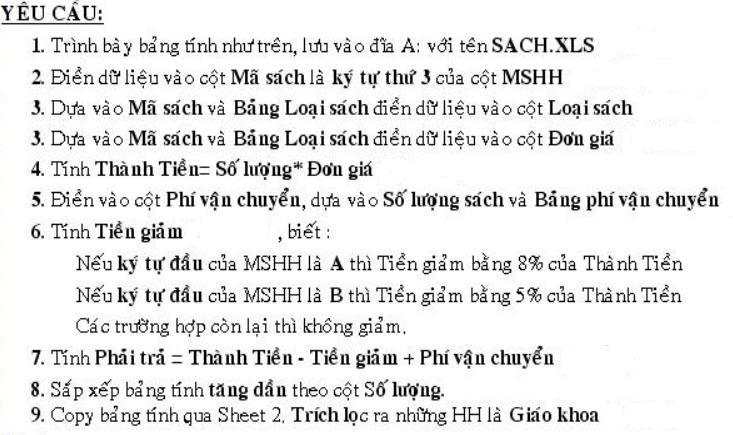 YÊU CẦU:
1. Trình bày bảng tính như trên, lưu vào đĩa A: với tên SACH.XLS
2. Điền dữ liệu vào cột Mã sách là ký tự thứ 3 của cột MSHH
3. Dựa vào Mã sách và Bảng Loại sách điền dữ liệu vào cột Loại sách
3. Dựa vào Mã sách và Bảng Loại sách điền dữ liệu vào cột Đơn giá
4. Tính Thành Tiền= Số lượng* Đơn giá
5. Điền vào cột Phí vận chuyển, dựa vào Số lượng sách và Bảng phí vận chuyển
6. Tính Tiền giảm , biết :
Nếu ký tự đầu của MSHH là A thì Tiền giảm bằng 8% của Thành Tiền
Nếu ký tự đầu của MSHH là B thì Tiền giảm bằng 5% của Thành Tiền
Các trường hợp còn lại thì không giảm.
7. Tính Phải trả = Thành Tiền - Tiền giảm + Phí vận chuyển
8. Sắp xếp bảng tính tăng dần theo cột Số lượng.
9. Copy bảng tính qua Sheet 2. Trích lọc ra những HH là Giáo khoa